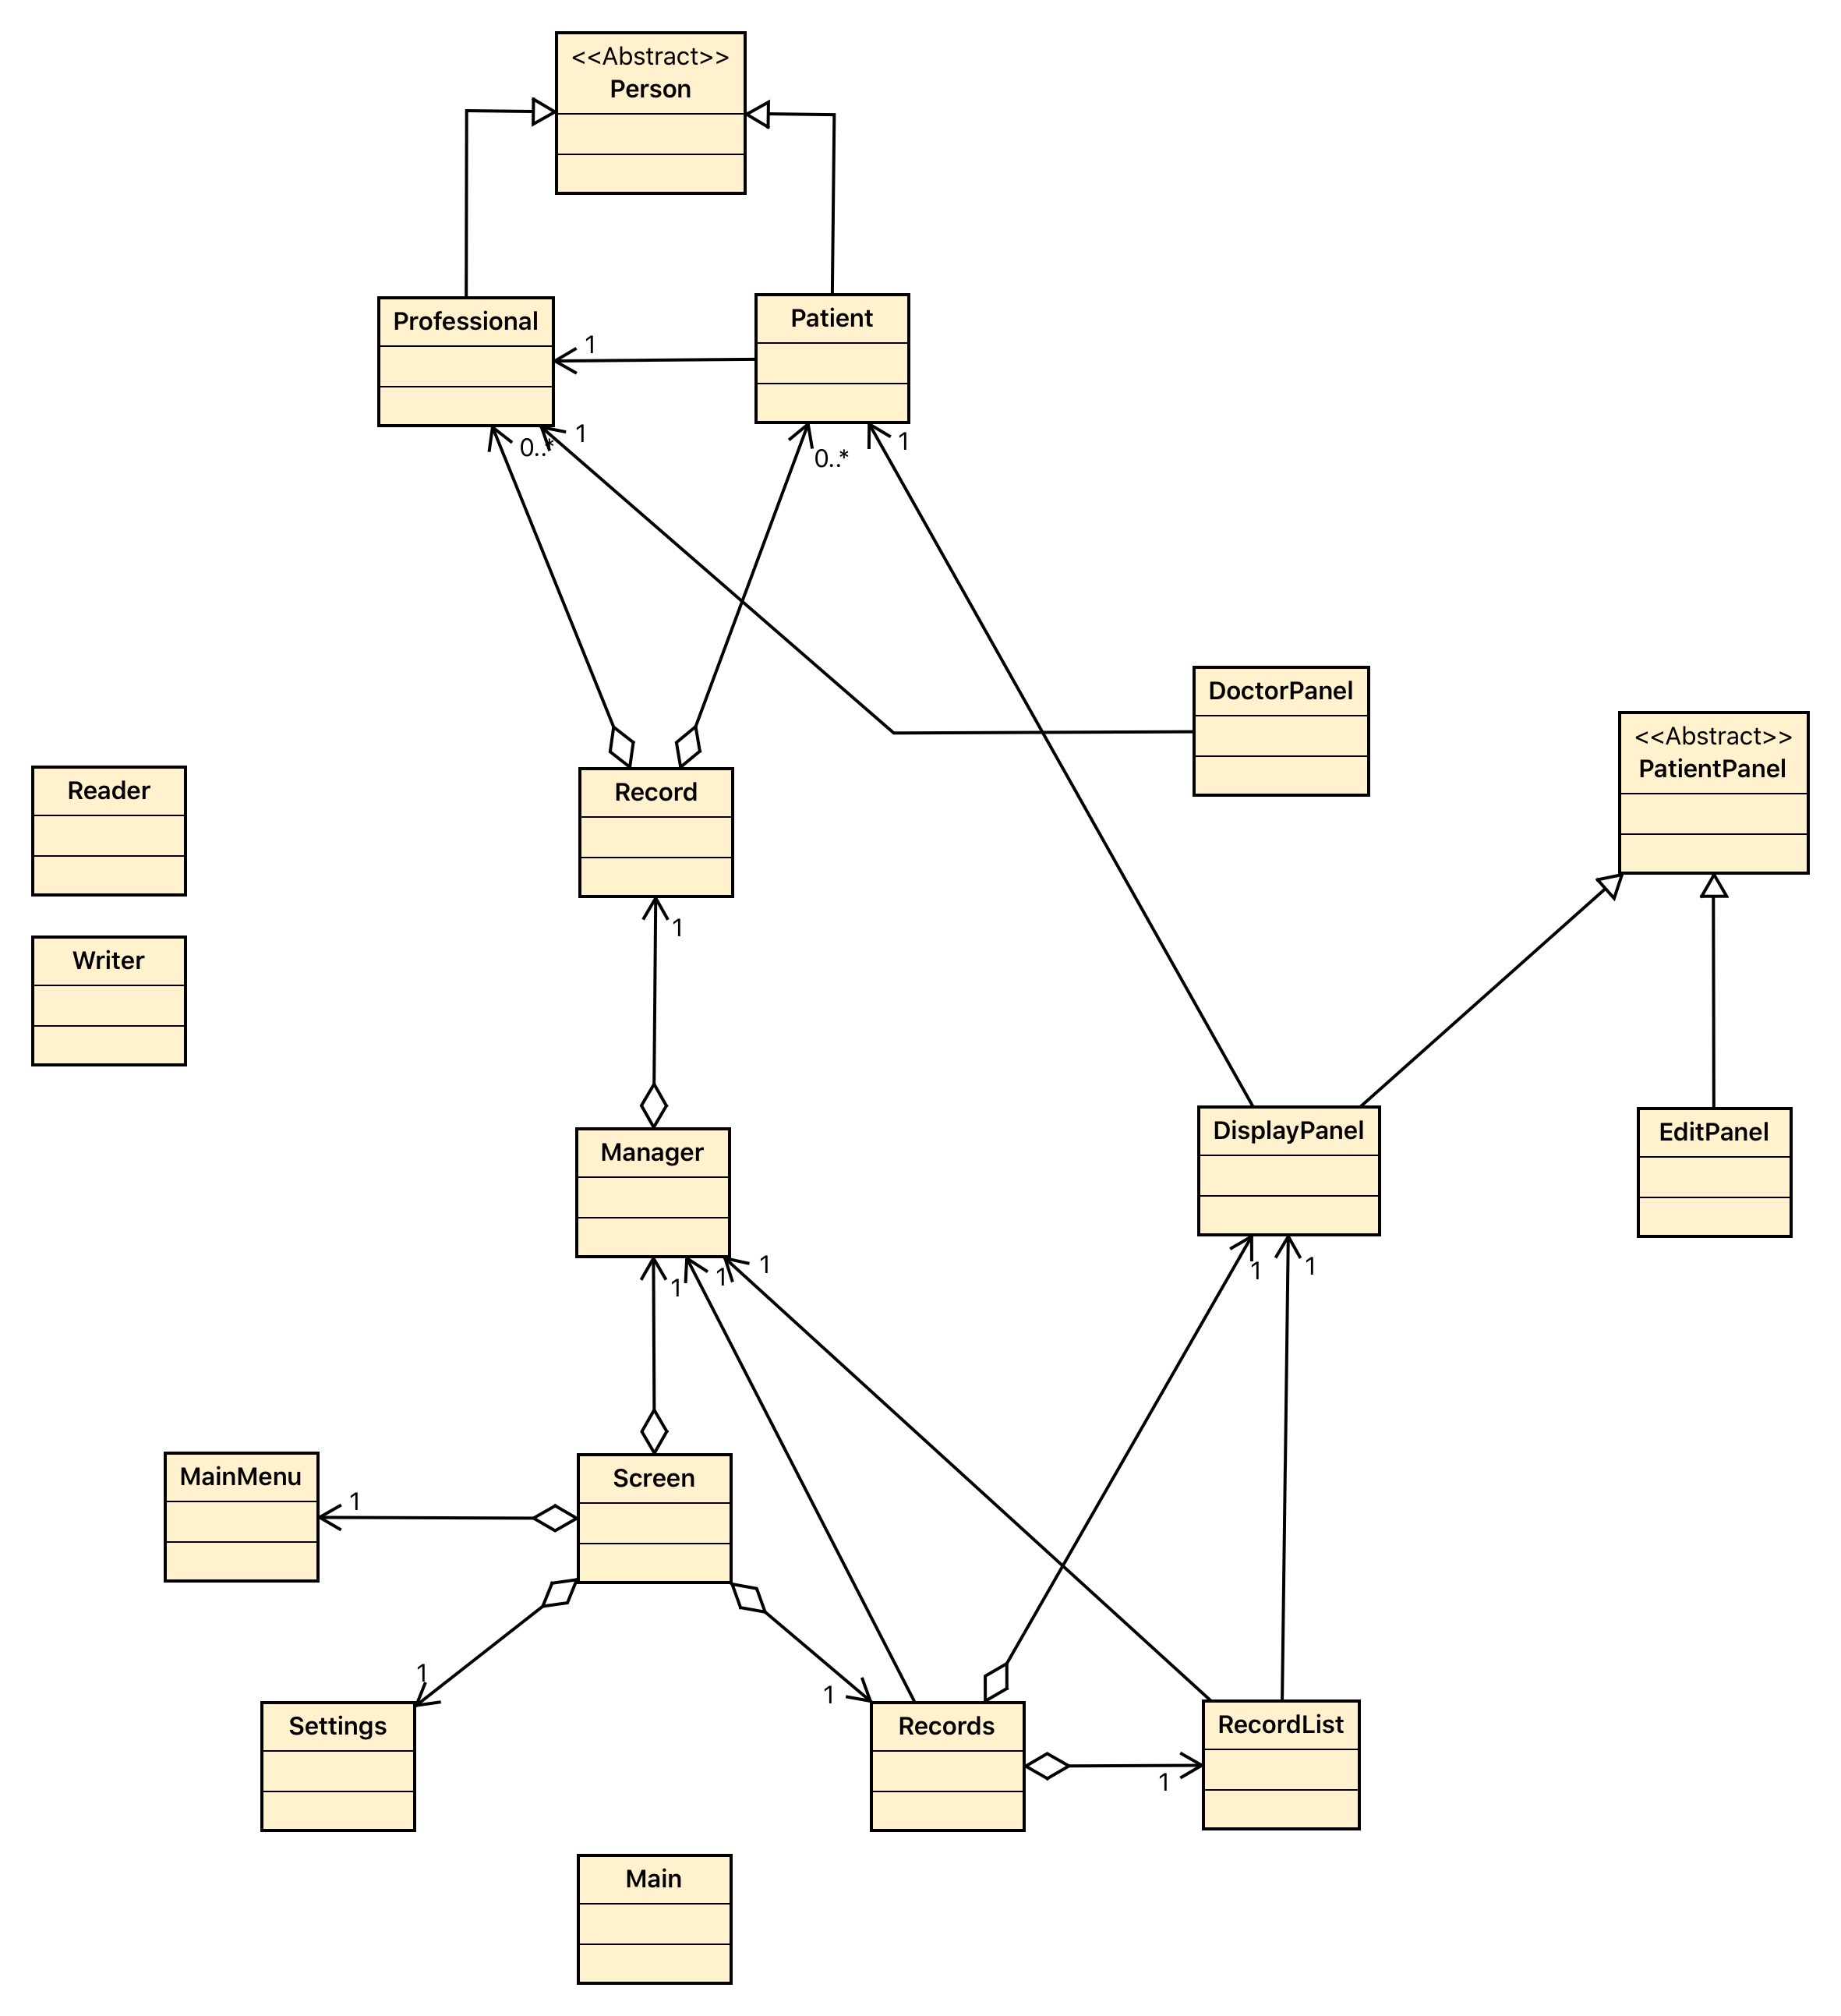 <<Abstract>>
Person
Professional
Patient
1
1
0..*
0..*
1
DoctorPanel
<<Abstract>>
PatientPanel
Reader
Record
1
Writer
Manager
DisplayPanel
EditPanel
1
1
1
1
1
MainMenu
1
Screen
1
1
Settings
Records
RecordList
1
Main